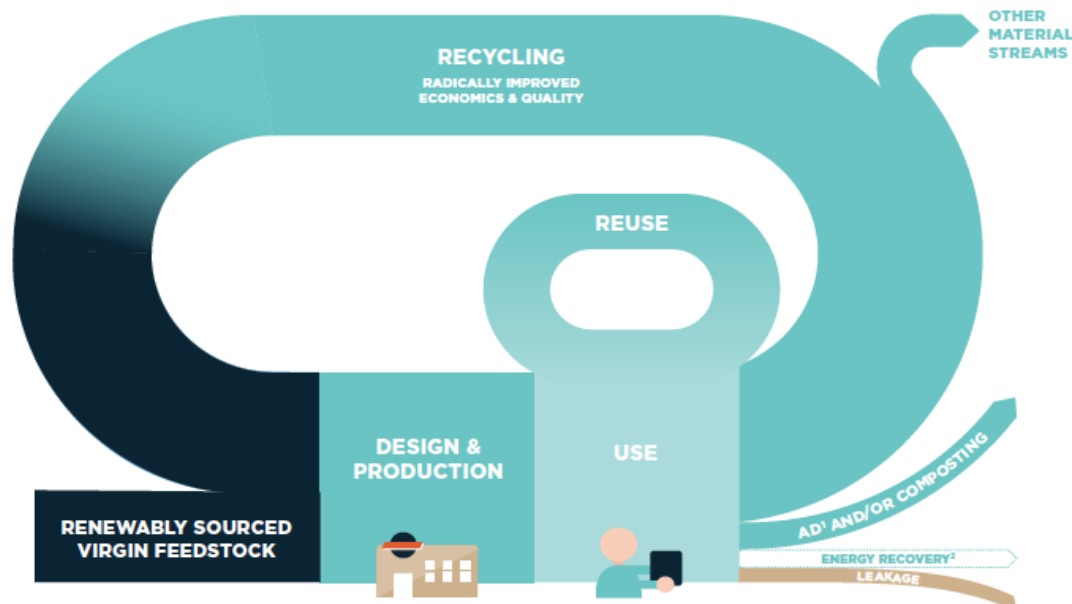 OTHER
MATERIAL
STREAMS
RECYCLING
RADICALLY IMPROVED
ECONOMICS & QUALITY
REUSE
DESIGN &
PRODUCTION
USE
RENEWABLY SOURCED
VIRGIN FEEDSTOCK
AD¹ AND/OR COMPOSTING
ENERGY RECOVERY²
LEAKAGE